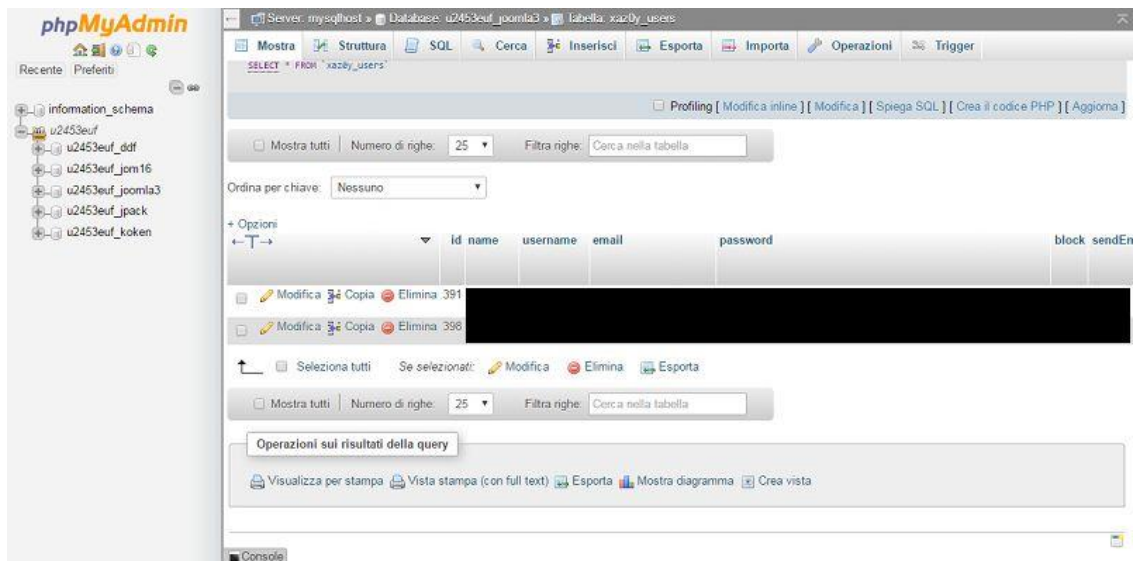 phpMyAdmin
Recente Preferiti
information_schema
u2453euf
u2453euf_ddf
u2453euf_jom16
u2453euf_joomla3
u2453euf_jpack
u2453euf_koken
Server: mysqlhost » Database: u2453euf_joomla3 » Tabella: xaz0y_users
Mostra Struttura SQL Cerca Inserisci Esporta Importa Operazioni Trigger
SELECT * FROM `xaz0y_users`
Profiling [ Modifica inline ] [ Modifica ] [ Spiega SQL ] [ Crea il codice PHP ] [ Aggiorna ]
Mostra tutti Numero di righe: 25 Filtra righe: Cerca nella tabella
Ordina per chiave: Nessuno
+ Opzioni
←T→ id name username email password block sendEm
Modifica Copia Elimina 391
Modifica Copia Elimina 398
Seleziona tutti Se selezionati: Modifica Elimina Esporta
Mostra tutti Numero di righe: 25 Filtra righe: Cerca nella tabella
Operazioni sui risultati della query
Visualizza per stampa Vista stampa (con full text) Esporta Mostra diagramma Crea vista
Console